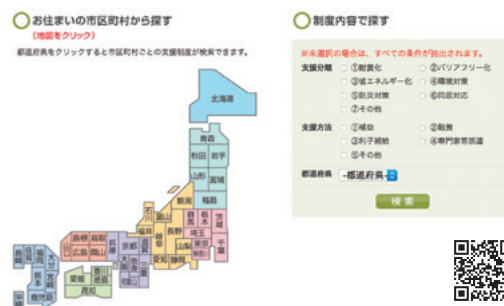 お住まいの市区町村から探す
(地図をクリック)
都道府県をクリックすると市区町村ごとの支援制度が検索できます。
北海道
青森
秋田 岩手
山形 宮城
福島
新潟
石川 富山
群馬 栃木 茨城
福井 岐阜 長野 埼玉 千葉
山梨 東京
愛知 静岡
島根 鳥取 兵庫 京都 滋賀
山口 広島 岡山 大阪 奈良
愛媛 香川 徳島
高知
大分
熊本
鹿児島
制度内容で探す
※未選択の場合は、すべての条件が抽出されます。
支援分類 ①耐震化 ②バリアフリー化
③省エネルギー化 ④環境対策
⑤防災対策 ⑥同居対応
⑦その他
支援方法 ①補助 ②融資
③利子補給 ④専門家等派遣
⑤その他
都道府県 -都道府県-
検索